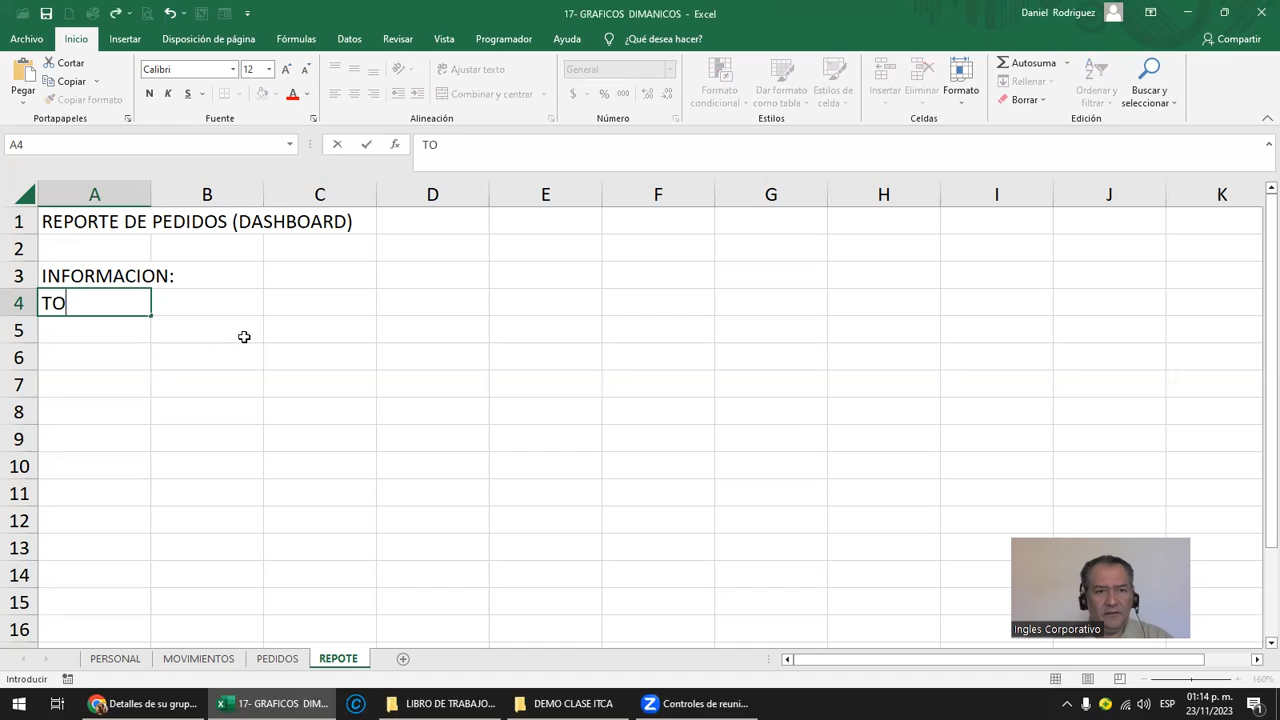 17- GRAFICOS DIMANICOS - Excel
Daniel Rodriguez
Archivo Inicio Insertar Disposición de página Fórmulas Datos Revisar Vista Programador Ayuda ¿Qué desea hacer? Compartir
Pegar
Cortar
Copiar
Copiar formato
Portapapeles
Calibri 12
N K S
Fuente
Ajustar texto
Combinar y centrar
Alineación
General
$ % 000
Número
Formato condicional
Dar formato como tabla
Estilos de celda
Estilos
Insertar Eliminar Formato
Celdas
Autosuma
Rellenar
Borrar
Ordenar y filtrar
Buscar y seleccionar
Edición
A4 fx TO
A B C D E F G H I J K
1 REPORTE DE PEDIDOS (DASHBOARD)
2
3 INFORMACION:
4 TO
5
6
7
8
9
10
11
12
13
14
15
16
Ingles Corporativo
PERSONAL MOVIMIENTOS PEDIDOS REPOTE
Introducir
160%
Detalles de su grup...
17- GRAFICOS DIM...
LIBRO DE TRABAJO...
DEMO CLASE ITCA
Controles de reuni...
ESP
01:14 p. m.
23/11/2023